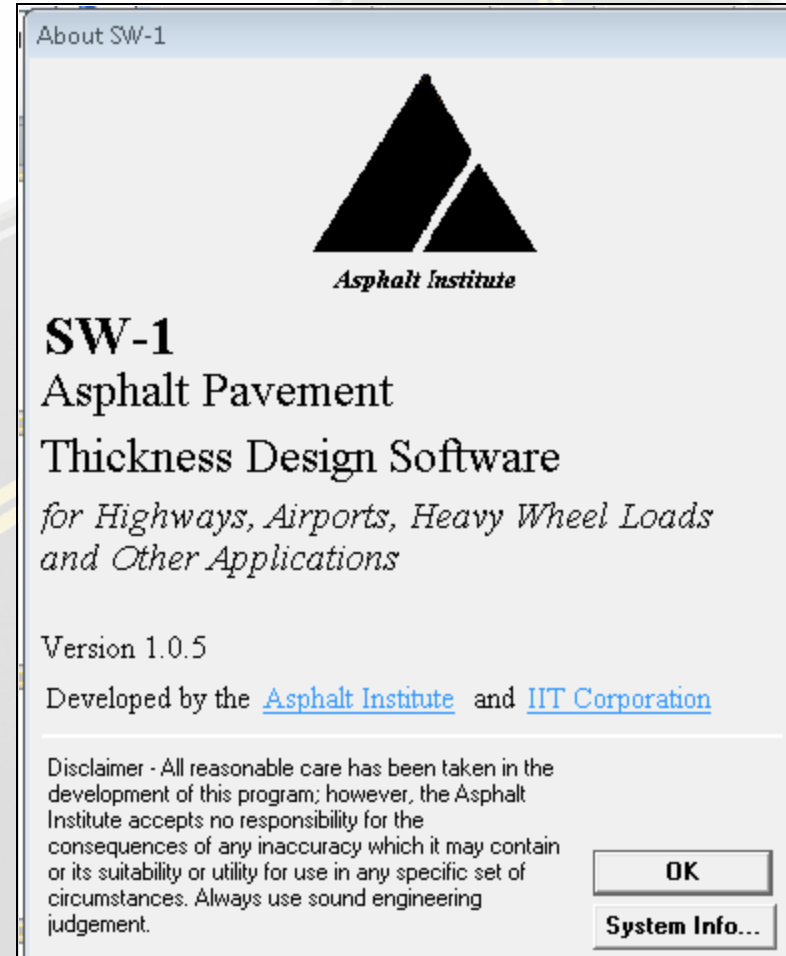 About SW-1
Asphalt Institute
SW-1
Asphalt Pavement
Thickness Design Software
for Highways, Airports, Heavy Wheel Loads
and Other Applications
Version 1.0.5
Developed by the Asphalt Institute and IIT Corporation
Disclaimer - All reasonable care has been taken in the
development of this program; however, the Asphalt
Institute accepts no responsibility for the
consequences of any inaccuracy which it may contain
or its suitability or utility for use in any specific set of
circumstances. Always use sound engineering
judgement.
OK
System Info...